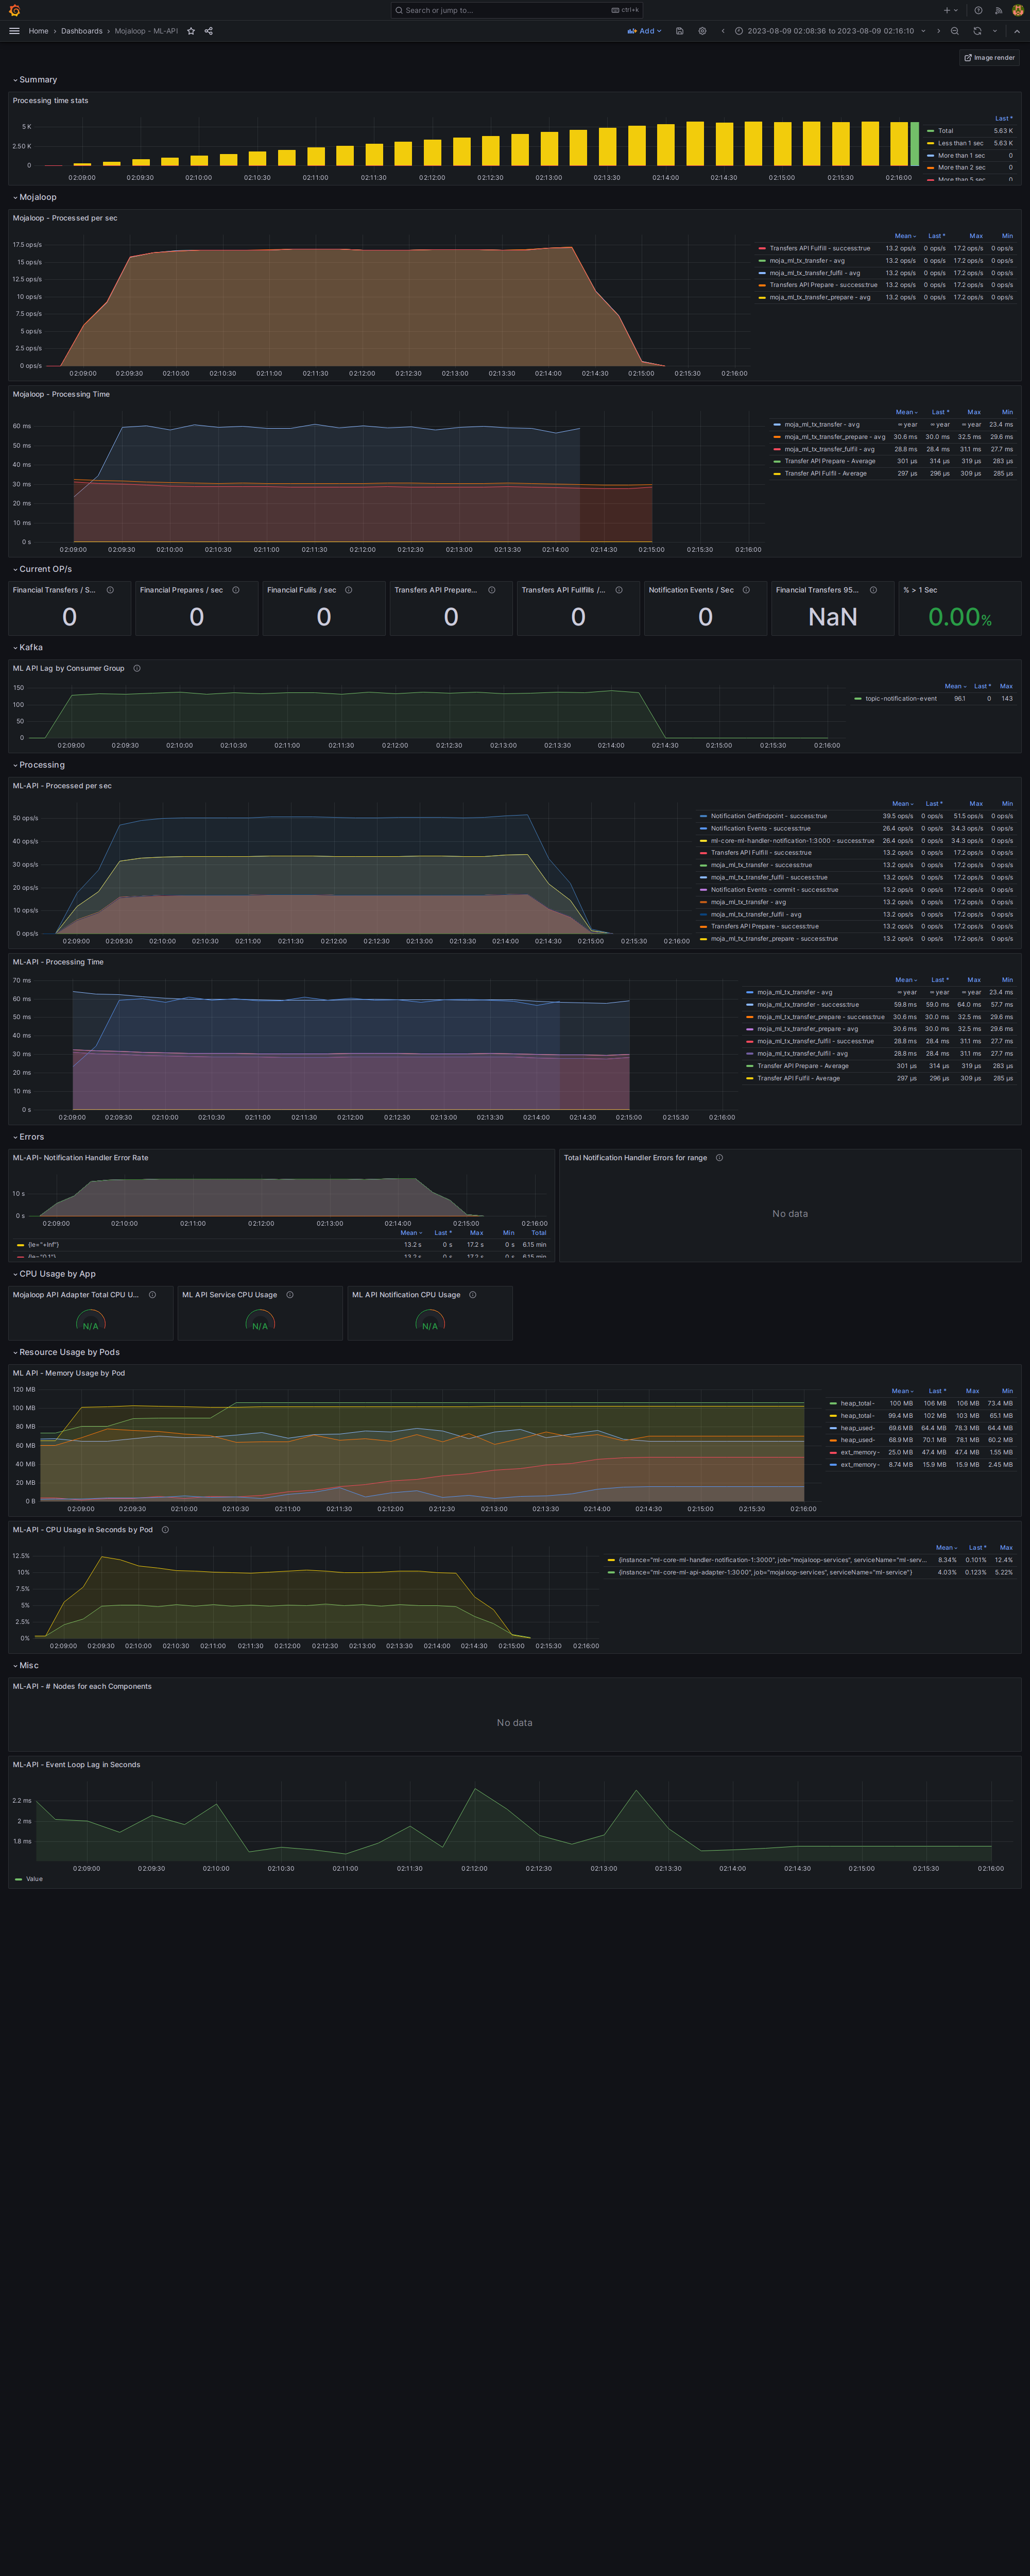 Search or jump to... ctrl+k
Home › Dashboards › Mojaloop - ML-API Add 2023-08-09 02:08:36 to 2023-08-09 02:16:10
Image render
Summary
Processing time stats
Last *
Total 5.63 K
Less than 1 sec 5.63 K
More than 1 sec 0
More than 2 sec 0
More than 5 sec 0
5 K
2.50 K
0
02:09:00 02:09:30 02:10:00 02:10:30 02:11:00 02:11:30 02:12:00 02:12:30 02:13:00 02:13:30 02:14:00 02:14:30 02:15:00 02:15:30 02:16:00
Mojaloop
Mojaloop - Processed per sec
Mean Last * Max Min
Transfers API Fulfill - success:true 13.2 ops/s 0 ops/s 17.2 ops/s 0 ops/s
moja_ml_tx_transfer - avg 13.2 ops/s 0 ops/s 17.2 ops/s 0 ops/s
moja_ml_tx_transfer_fulfil - avg 13.2 ops/s 0 ops/s 17.2 ops/s 0 ops/s
Transfers API Prepare - success:true 13.2 ops/s 0 ops/s 17.2 ops/s 0 ops/s
moja_ml_tx_transfer_prepare - avg 13.2 ops/s 0 ops/s 17.2 ops/s 0 ops/s
17.5 ops/s
15 ops/s
12.5 ops/s
10 ops/s
7.5 ops/s
5 ops/s
2.5 ops/s
0 ops/s
02:09:00 02:09:30 02:10:00 02:10:30 02:11:00 02:11:30 02:12:00 02:12:30 02:13:00 02:13:30 02:14:00 02:14:30 02:15:00 02:15:30 02:16:00
Mojaloop - Processing Time
Mean Last * Max Min
moja_ml_tx_transfer - avg ∞ year ∞ year ∞ year 23.4 ms
moja_ml_tx_transfer_prepare - avg 30.6 ms 30.0 ms 32.5 ms 29.6 ms
moja_ml_tx_transfer_fulfil - avg 28.8 ms 28.4 ms 31.1 ms 27.7 ms
Transfer API Prepare - Average 301 µs 314 µs 319 µs 283 µs
Transfer API Fulfil - Average 297 µs 296 µs 309 µs 285 µs
60 ms
50 ms
40 ms
30 ms
20 ms
10 ms
0 s
02:09:00 02:09:30 02:10:00 02:10:30 02:11:00 02:11:30 02:12:00 02:12:30 02:13:00 02:13:30 02:14:00 02:14:30 02:15:00 02:15:30 02:16:00
Current OP/s
Financial Transfers / S... Financial Prepares / sec Financial Fulils / sec Transfers API Prepare... Transfers API Fullfills /... Notification Events / Sec Financial Transfers 95... % > 1 Sec
0 0 0 0 0 0 NaN 0.00%
Kafka
ML API Lag by Consumer Group
Mean Last * Max
topic-notification-event 96.1 0 143
150
100
50
0
02:09:00 02:09:30 02:10:00 02:10:30 02:11:00 02:11:30 02:12:00 02:12:30 02:13:00 02:13:30 02:14:00 02:14:30 02:15:00 02:15:30 02:16:00
Processing
ML-API - Processed per sec
Mean Last * Max Min
Notification GetEndpoint - success:true 39.5 ops/s 0 ops/s 51.5 ops/s 0 ops/s
Notification Events - success:true 26.4 ops/s 0 ops/s 34.3 ops/s 0 ops/s
ml-core-ml-handler-notification-1:3000 - success:true 26.4 ops/s 0 ops/s 34.3 ops/s 0 ops/s
Transfers API Fulfill - success:true 13.2 ops/s 0 ops/s 17.2 ops/s 0 ops/s
moja_ml_tx_transfer - success:true 13.2 ops/s 0 ops/s 17.2 ops/s 0 ops/s
moja_ml_tx_transfer_fulfil - success:true 13.2 ops/s 0 ops/s 17.2 ops/s 0 ops/s
Notification Events - commit - success:true 13.2 ops/s 0 ops/s 17.2 ops/s 0 ops/s
moja_ml_tx_transfer - avg 13.2 ops/s 0 ops/s 17.2 ops/s 0 ops/s
moja_ml_tx_transfer_fulfil - avg 13.2 ops/s 0 ops/s 17.2 ops/s 0 ops/s
Transfers API Prepare - success:true 13.2 ops/s 0 ops/s 17.2 ops/s 0 ops/s
moja_ml_tx_transfer_prepare - success:true 13.2 ops/s 0 ops/s 17.2 ops/s 0 ops/s
50 ops/s
40 ops/s
30 ops/s
20 ops/s
10 ops/s
0 ops/s
02:09:00 02:09:30 02:10:00 02:10:30 02:11:00 02:11:30 02:12:00 02:12:30 02:13:00 02:13:30 02:14:00 02:14:30 02:15:00 02:15:30 02:16:00
ML-API - Processing Time
Mean Last * Max Min
moja_ml_tx_transfer - avg ∞ year ∞ year ∞ year 23.4 ms
moja_ml_tx_transfer - success:true 59.8 ms 59.0 ms 64.0 ms 57.7 ms
moja_ml_tx_transfer_prepare - success:true 30.6 ms 30.0 ms 32.5 ms 29.6 ms
moja_ml_tx_transfer_prepare - avg 30.6 ms 30.0 ms 32.5 ms 29.6 ms
moja_ml_tx_transfer_fulfil - success:true 28.8 ms 28.4 ms 31.1 ms 27.7 ms
moja_ml_tx_transfer_fulfil - avg 28.8 ms 28.4 ms 31.1 ms 27.7 ms
Transfer API Prepare - Average 301 µs 314 µs 319 µs 283 µs
Transfer API Fulfil - Average 297 µs 296 µs 309 µs 285 µs
70 ms
60 ms
50 ms
40 ms
30 ms
20 ms
10 ms
0 s
02:09:00 02:09:30 02:10:00 02:10:30 02:11:00 02:11:30 02:12:00 02:12:30 02:13:00 02:13:30 02:14:00 02:14:30 02:15:00 02:15:30 02:16:00
Errors
ML-API- Notification Handler Error Rate
10 s
0 s
02:09:00 02:10:00 02:11:00 02:12:00 02:13:00 02:14:00 02:15:00 02:16:00
Mean Last * Max Min Total
{le="+Inf"} 13.2 s 0 s 17.2 s 0 s 6.15 min
{le="0.1"} 13.2 s 0 s 17.2 s 0 s 6.15 min
Total Notification Handler Errors for range
No data
CPU Usage by App
Mojaloop API Adapter Total CPU U... ML API Service CPU Usage ML API Notification CPU Usage
N/A N/A N/A
Resource Usage by Pods
ML API - Memory Usage by Pod
Mean Last * Max Min
heap_total- 100 MB 106 MB 106 MB 73.4 MB
heap_total- 99.4 MB 102 MB 103 MB 65.1 MB
heap_used- 69.6 MB 64.4 MB 78.3 MB 64.4 MB
heap_used- 68.9 MB 70.1 MB 78.1 MB 60.2 MB
ext_memory- 25.0 MB 47.4 MB 47.4 MB 1.55 MB
ext_memory- 8.74 MB 15.9 MB 15.9 MB 2.45 MB
120 MB
100 MB
80 MB
60 MB
40 MB
20 MB
0 B
02:09:00 02:09:30 02:10:00 02:10:30 02:11:00 02:11:30 02:12:00 02:12:30 02:13:00 02:13:30 02:14:00 02:14:30 02:15:00 02:15:30 02:16:00
ML-API - CPU Usage in Seconds by Pod
Mean Last * Max
{instance="ml-core-ml-handler-notification-1:3000", job="mojaloop-services", serviceName="ml-serv... 8.34% 0.101% 12.4%
{instance="ml-core-ml-api-adapter-1:3000", job="mojaloop-services", serviceName="ml-service"} 4.03% 0.123% 5.22%
12.5%
10%
7.5%
5%
2.5%
0%
02:09:00 02:09:30 02:10:00 02:10:30 02:11:00 02:11:30 02:12:00 02:12:30 02:13:00 02:13:30 02:14:00 02:14:30 02:15:00 02:15:30 02:16:00
Misc
ML-API - # Nodes for each Components
No data
ML-API - Event Loop Lag in Seconds
2.2 ms
2 ms
1.8 ms
02:09:00 02:09:30 02:10:00 02:10:30 02:11:00 02:11:30 02:12:00 02:12:30 02:13:00 02:13:30 02:14:00 02:14:30 02:15:00 02:15:30 02:16:00
Value